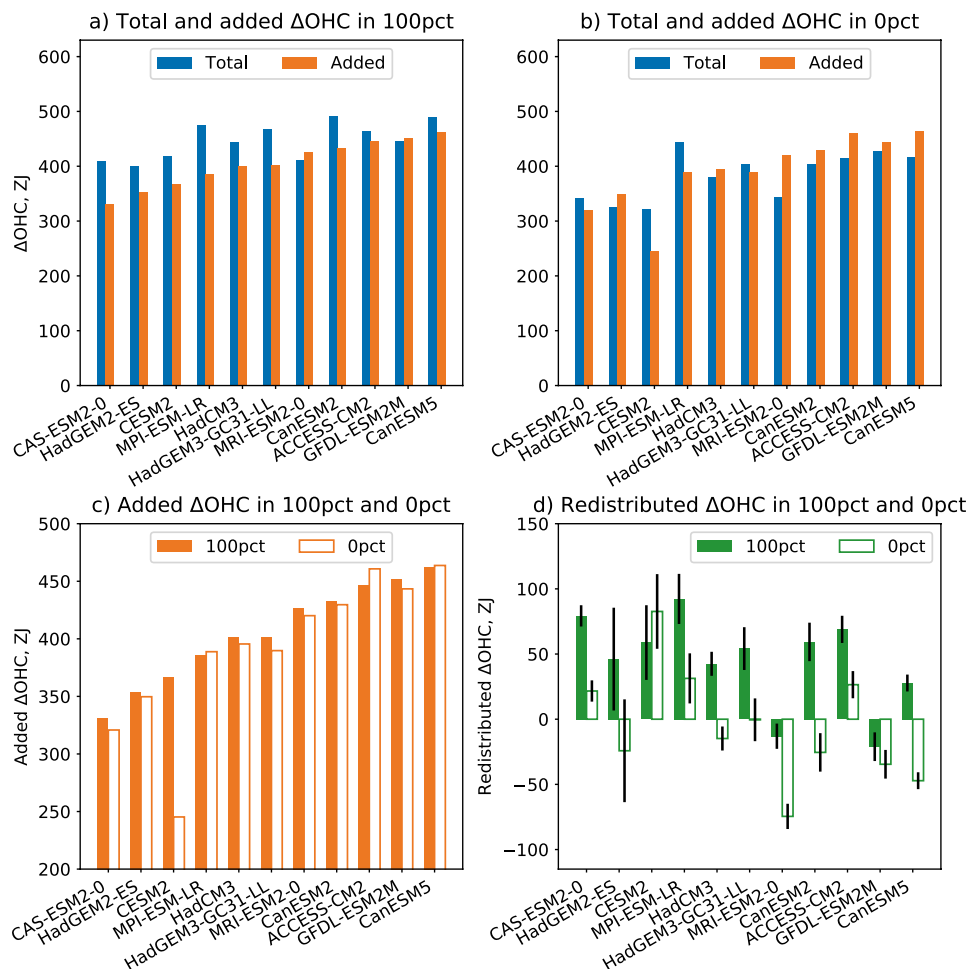 a) Total and added ΔOHC in 100pct
Total
Added
600
500
400
300
200
100
0
ΔOHC, ZJ
CAS-ESM2-0
HadGEM2-ES
CESM2
MPI-ESM-LR
HadCM3
HadGEM3-GC31-LL
MRI-ESM2-0
CanESM2
ACCESS-CM2
GFDL-ESM2M
CanESM5
b) Total and added ΔOHC in 0pct
Total
Added
600
500
400
300
200
100
0
CAS-ESM2-0
HadGEM2-ES
CESM2
MPI-ESM-LR
HadCM3
HadGEM3-GC31-LL
MRI-ESM2-0
CanESM2
ACCESS-CM2
GFDL-ESM2M
CanESM5
c) Added ΔOHC in 100pct and 0pct
100pct
0pct
500
450
400
350
300
250
200
Added ΔOHC, ZJ
CAS-ESM2-0
HadGEM2-ES
CESM2
MPI-ESM-LR
HadCM3
HadGEM3-GC31-LL
MRI-ESM2-0
CanESM2
ACCESS-CM2
GFDL-ESM2M
CanESM5
d) Redistributed ΔOHC in 100pct and 0pct
100pct
0pct
150
100
50
0
−50
−100
Redistributed ΔOHC, ZJ
CAS-ESM2-0
HadGEM2-ES
CESM2
MPI-ESM-LR
HadCM3
HadGEM3-GC31-LL
MRI-ESM2-0
CanESM2
ACCESS-CM2
GFDL-ESM2M
CanESM5